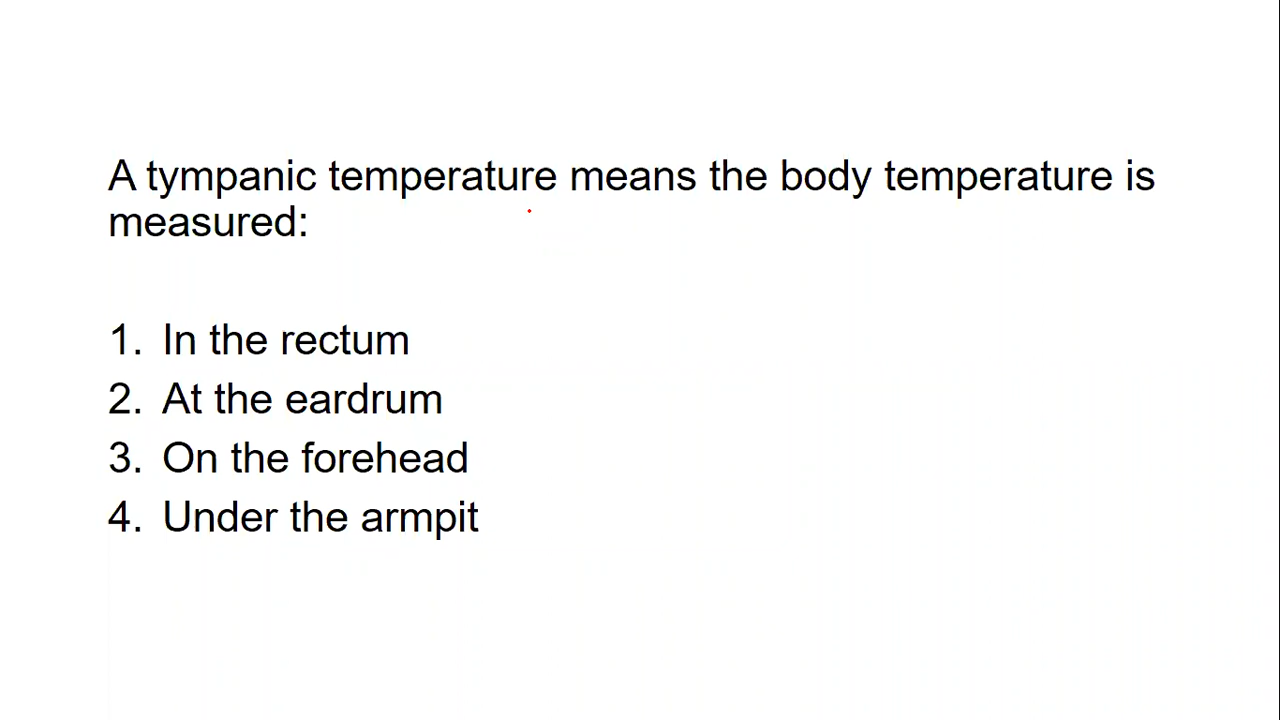 A tympanic temperature means the body temperature is
measured:
1. In the rectum
2. At the eardrum
3. On the forehead
4. Under the armpit